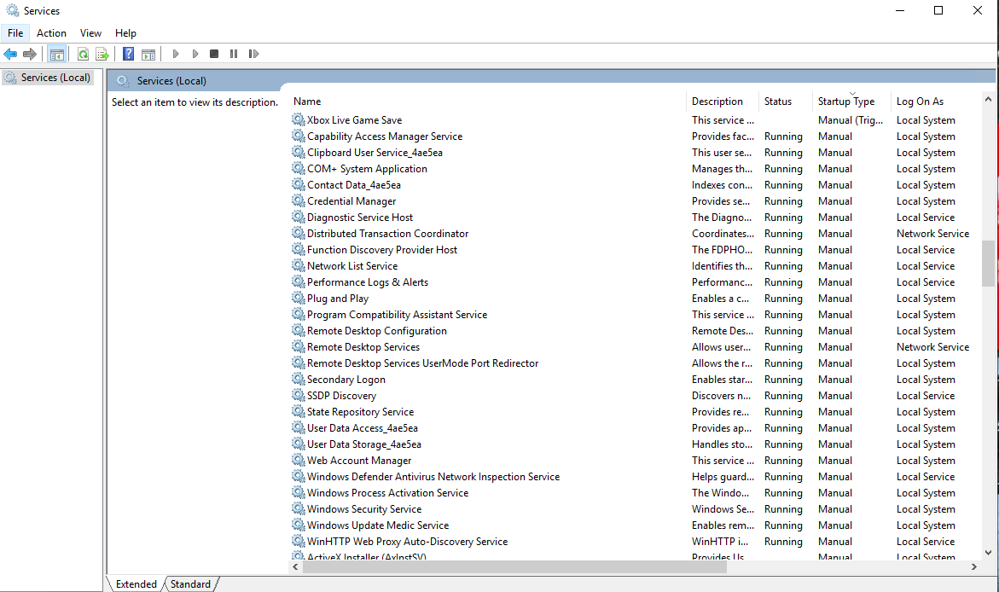 Services
File Action View Help
Services (Local)
Services (Local)
Select an item to view its description.
Name Description Status Startup Type Log On As
Xbox Live Game Save This service ... Manual (Trig... Local System
Capability Access Manager Service Provides fac... Running Manual Local System
Clipboard User Service_4ae5ea This user se... Running Manual Local System
COM+ System Application Manages th... Running Manual Local System
Contact Data_4ae5ea Indexes con... Running Manual Local System
Credential Manager Provides se... Running Manual Local System
Diagnostic Service Host The Diagno... Running Manual Local Service
Distributed Transaction Coordinator Coordinates... Running Manual Network Service
Function Discovery Provider Host The FDPHO... Running Manual Local Service
Network List Service Identifies th... Running Manual Local Service
Performance Logs & Alerts Performanc... Running Manual Local Service
Plug and Play Enables a c... Running Manual Local System
Program Compatibility Assistant Service This service ... Running Manual Local System
Remote Desktop Configuration Remote Des... Running Manual Local System
Remote Desktop Services Allows user... Running Manual Network Service
Remote Desktop Services UserMode Port Redirector Allows the r... Running Manual Local System
Secondary Logon Enables star... Running Manual Local System
SSDP Discovery Discovers n... Running Manual Local Service
State Repository Service Provides re... Running Manual Local System
User Data Access_4ae5ea Provides ap... Running Manual Local System
User Data Storage_4ae5ea Handles sto... Running Manual Local System
Web Account Manager This service ... Running Manual Local System
Windows Defender Antivirus Network Inspection Service Helps guard... Running Manual Local Service
Windows Process Activation Service The Windo... Running Manual Local System
Windows Security Service Windows Se... Running Manual Local System
Windows Update Medic Service Enables rem... Running Manual Local System
WinHTTP Web Proxy Auto-Discovery Service WinHTTP i... Running Manual Local Service
ActiveX Installer (AxInstSV) Provides Us... Manual Local System
Extended Standard